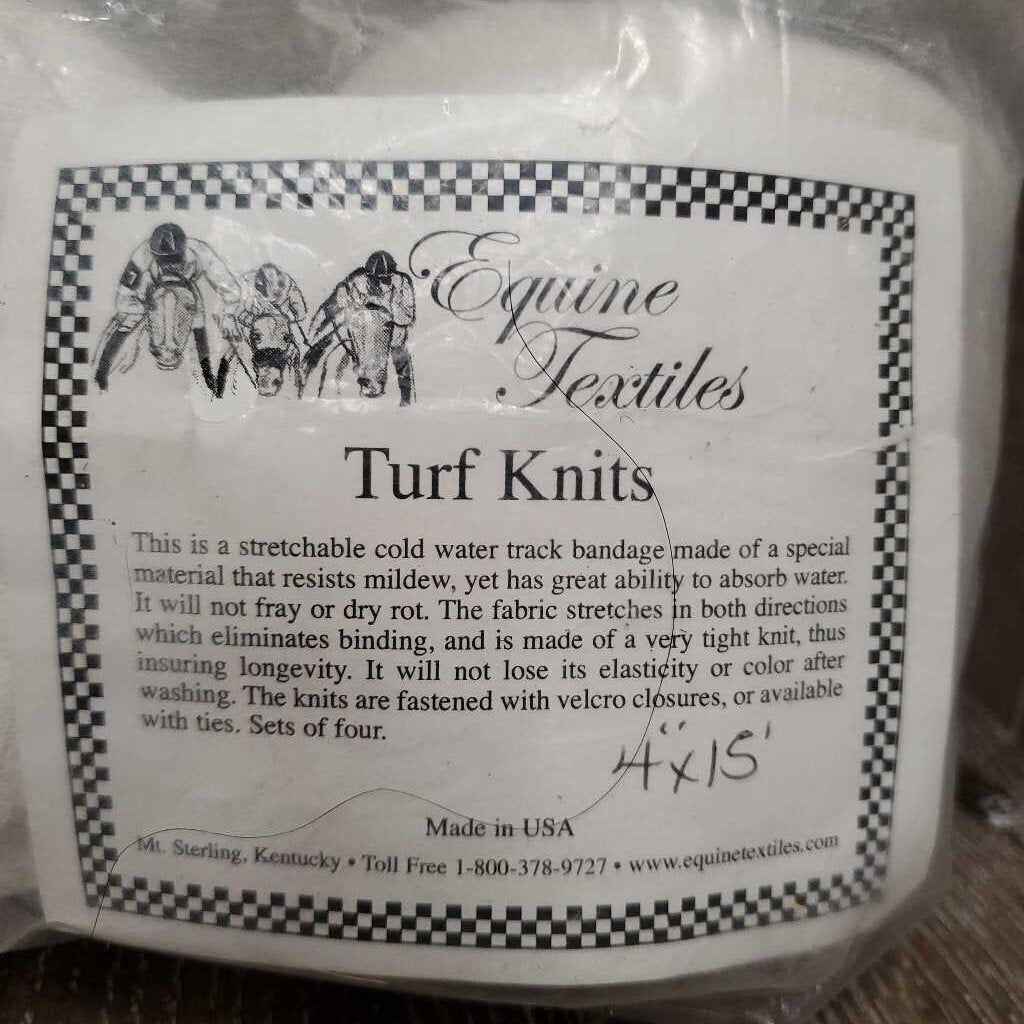 Equine
Textiles
Turf Knits
This is a stretchable cold water track bandage made of a special
material that resists mildew, yet has great ability to absorb water.
It will not fray or dry rot. The fabric stretches in both directions
which eliminates binding, and is made of a very tight knit, thus
insuring longevity. It will not lose its elasticity or color after
washing. The knits are fastened with velcro closures, or available
with ties. Sets of four.
4"x15'
Made in USA
Mt. Sterling, Kentucky • Toll Free 1-800-378-9727 • www.equinetextiles.com